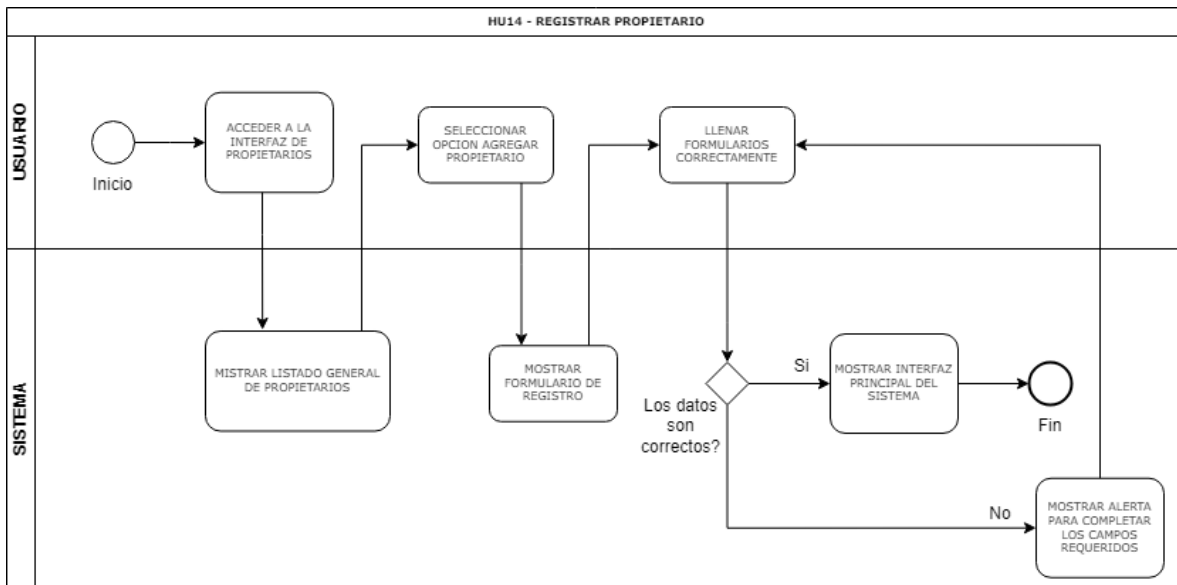 HU14 - REGISTRAR PROPIETARIO
USUARIO
Inicio
ACCEDER A LA
INTERFAZ DE
PROPIETARIOS
SELECCIONAR
OPCION AGREGAR
PROPIETARIO
LLENAR
FORMULARIOS
CORRECTAMENTE
SISTEMA
MISTRAR LISTADO GENERAL
DE PROPIETARIOS
MOSTRAR
FORMULARIO DE
REGISTRO
Los datos
son
correctos?
Si
MOSTRAR INTERFAZ
PRINCIPAL DEL
SISTEMA
Fin
No
MOSTRAR ALERTA
PARA COMPLETAR
LOS CAMPOS
REQUERIDOS